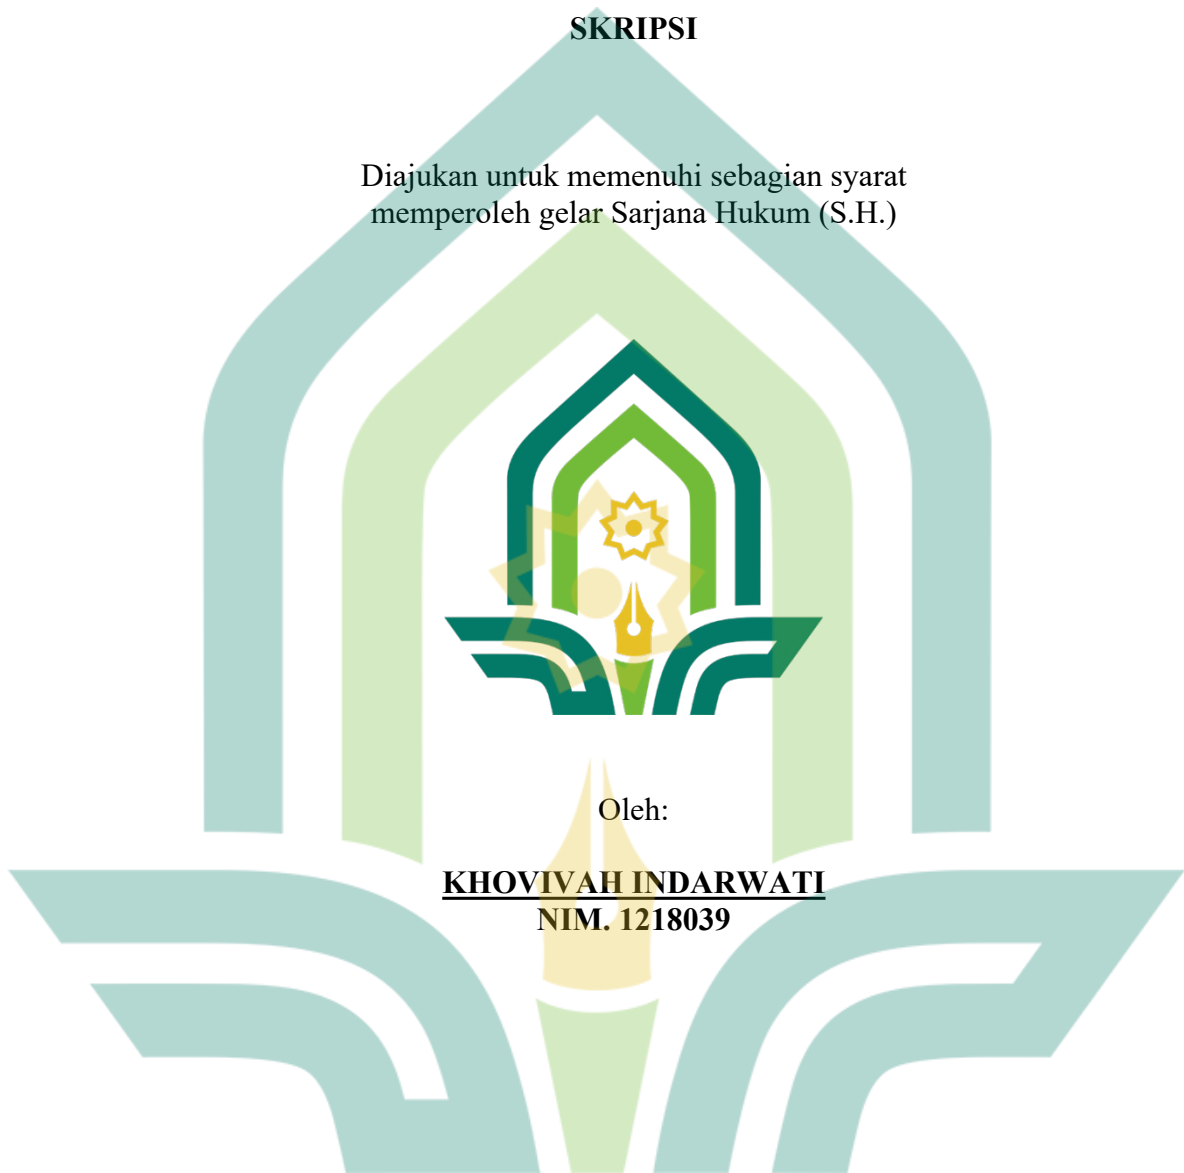 SKRIPSI
Diajukan untuk memenuhi sebagian syarat
memperoleh gelar Sarjana Hukum (S.H.)
Oleh:
KHOVIVAH INDARWATI
NIM. 1218039